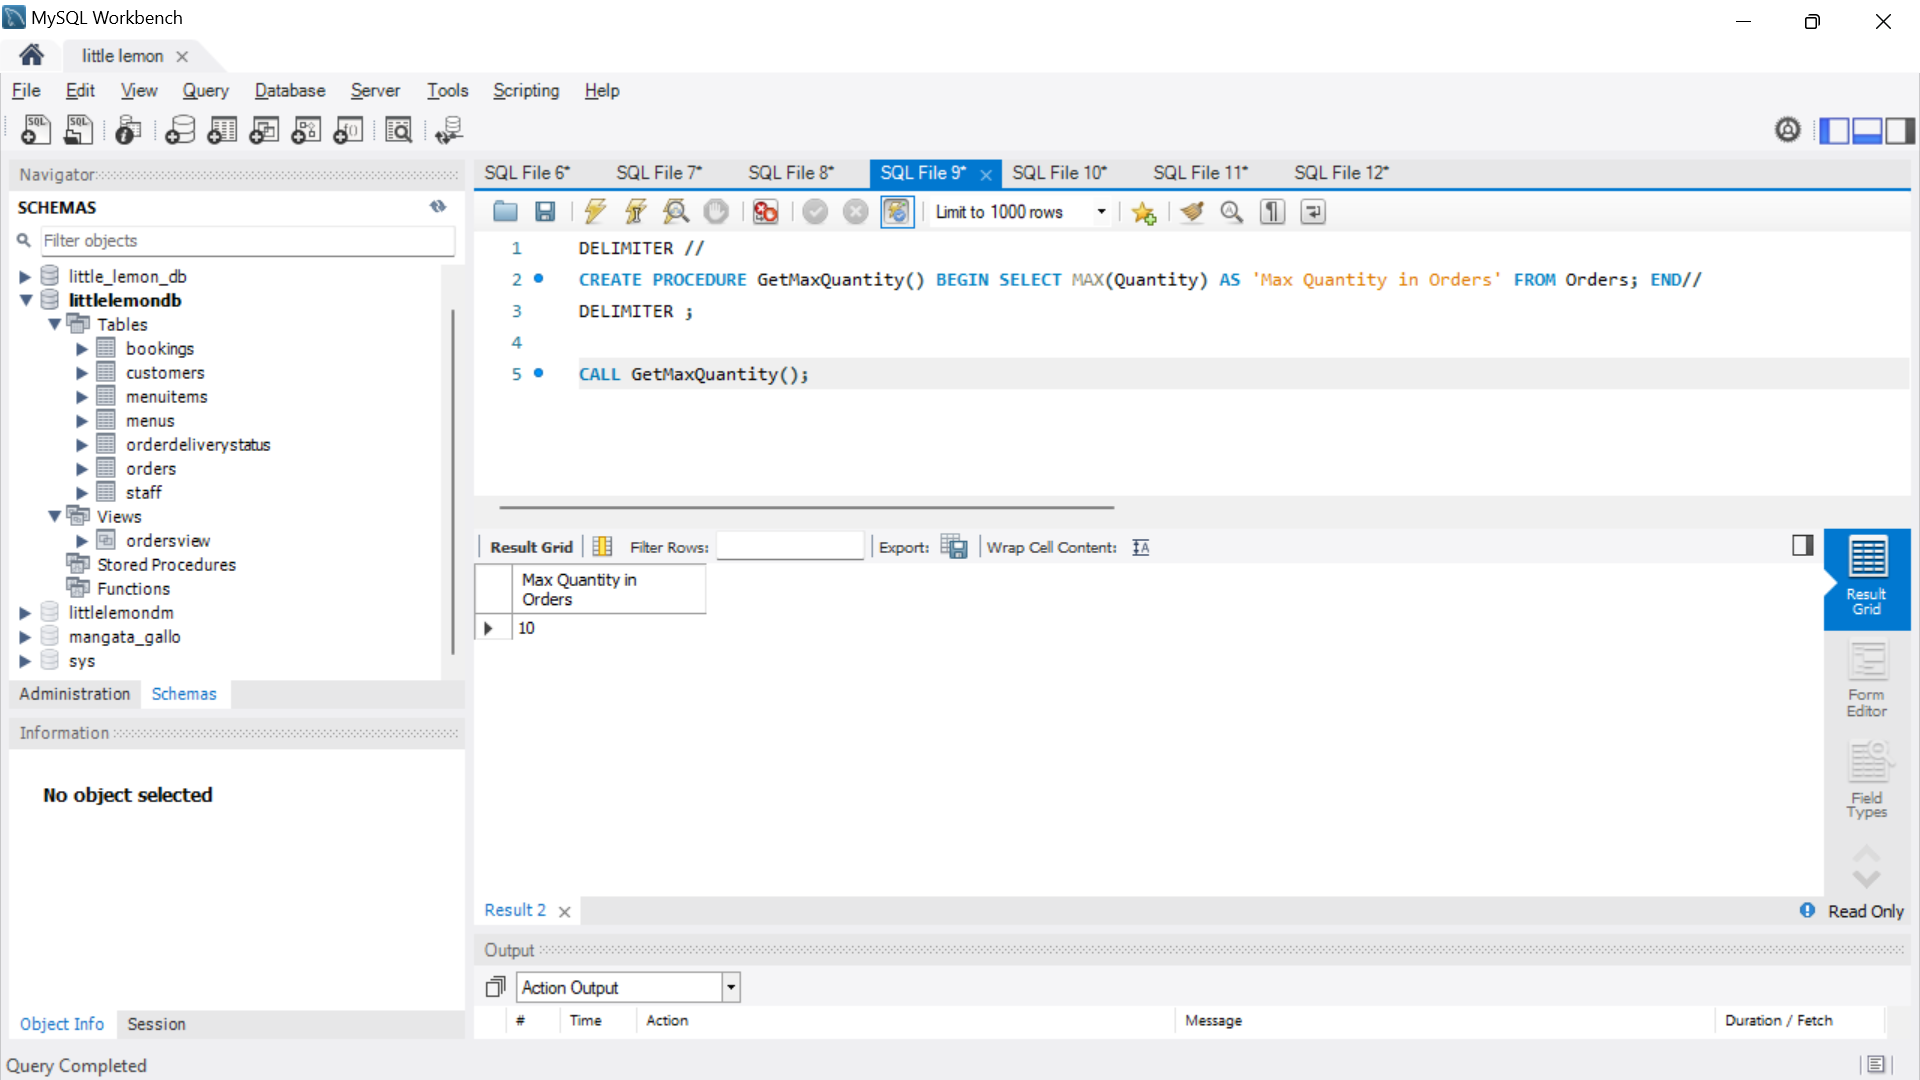 MySQL Workbench
little lemon
File Edit View Query Database Server Tools Scripting Help
Navigator
SCHEMAS
Filter objects
little_lemon_db
littlelemondb
Tables
bookings
customers
menuitems
menus
orderdeliverystatus
orders
staff
Views
ordersview
Stored Procedures
Functions
littlelemondm
mangata_gallo
sys
Administration Schemas
Information
No object selected
Object Info Session
SQL File 6* SQL File 7* SQL File 8* SQL File 9* SQL File 10* SQL File 11* SQL File 12*
Limit to 1000 rows
1 DELIMITER //
2 CREATE PROCEDURE GetMaxQuantity() BEGIN SELECT MAX(Quantity) AS 'Max Quantity in Orders' FROM Orders; END//
3 DELIMITER ;
4
5 CALL GetMaxQuantity();
Result Grid Filter Rows: Export: Wrap Cell Content:
Max Quantity in
Orders
10
Result
Grid
Form
Editor
Field
Types
Result 2
Read Only
Output
Action Output
# Time Action Message Duration / Fetch
Query Completed